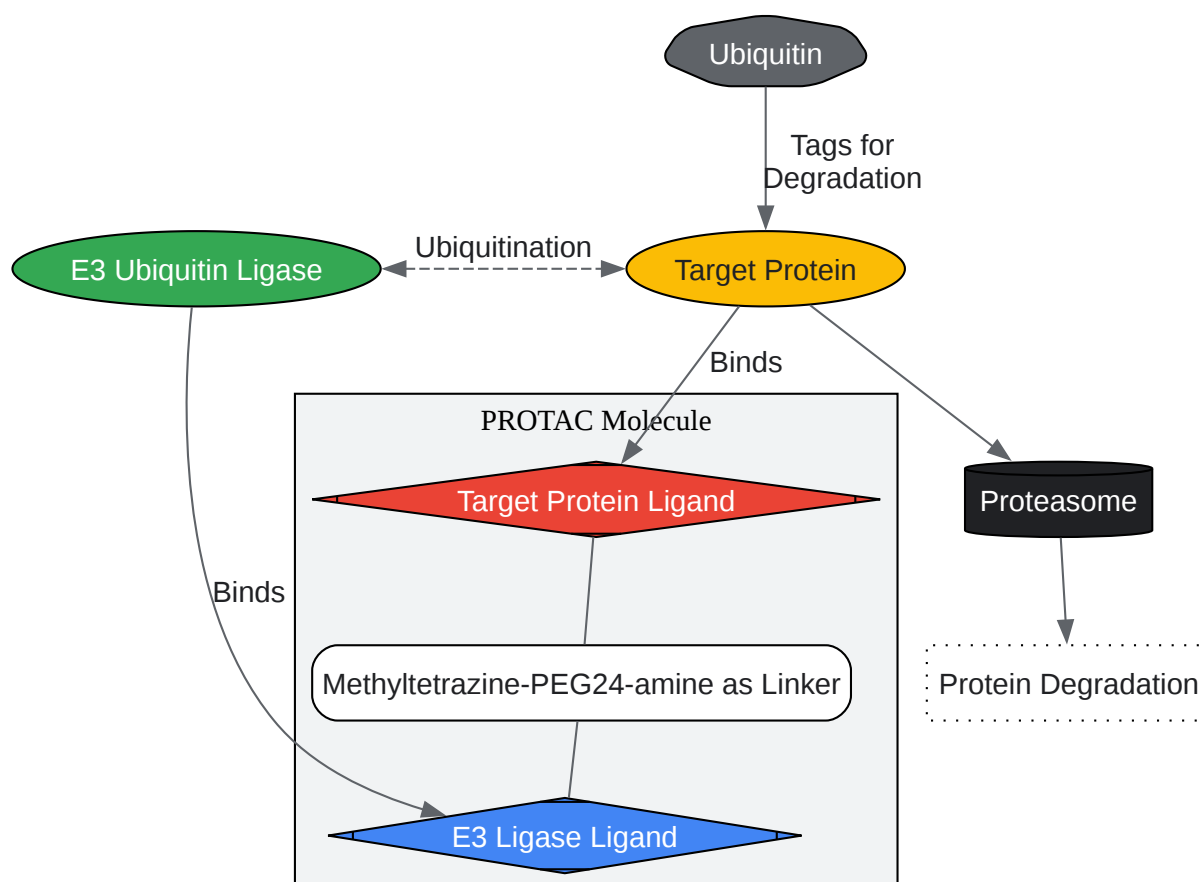 Ubiquitin
Tags for
Degradation
E3 Ubiquitin Ligase
Ubiquitination
Target Protein
Binds
PROTAC Molecule
Target Protein Ligand
Proteasome
Binds
Methyltetrazine-PEG24-amine as Linker
Protein Degradation
E3 Ligase Ligand